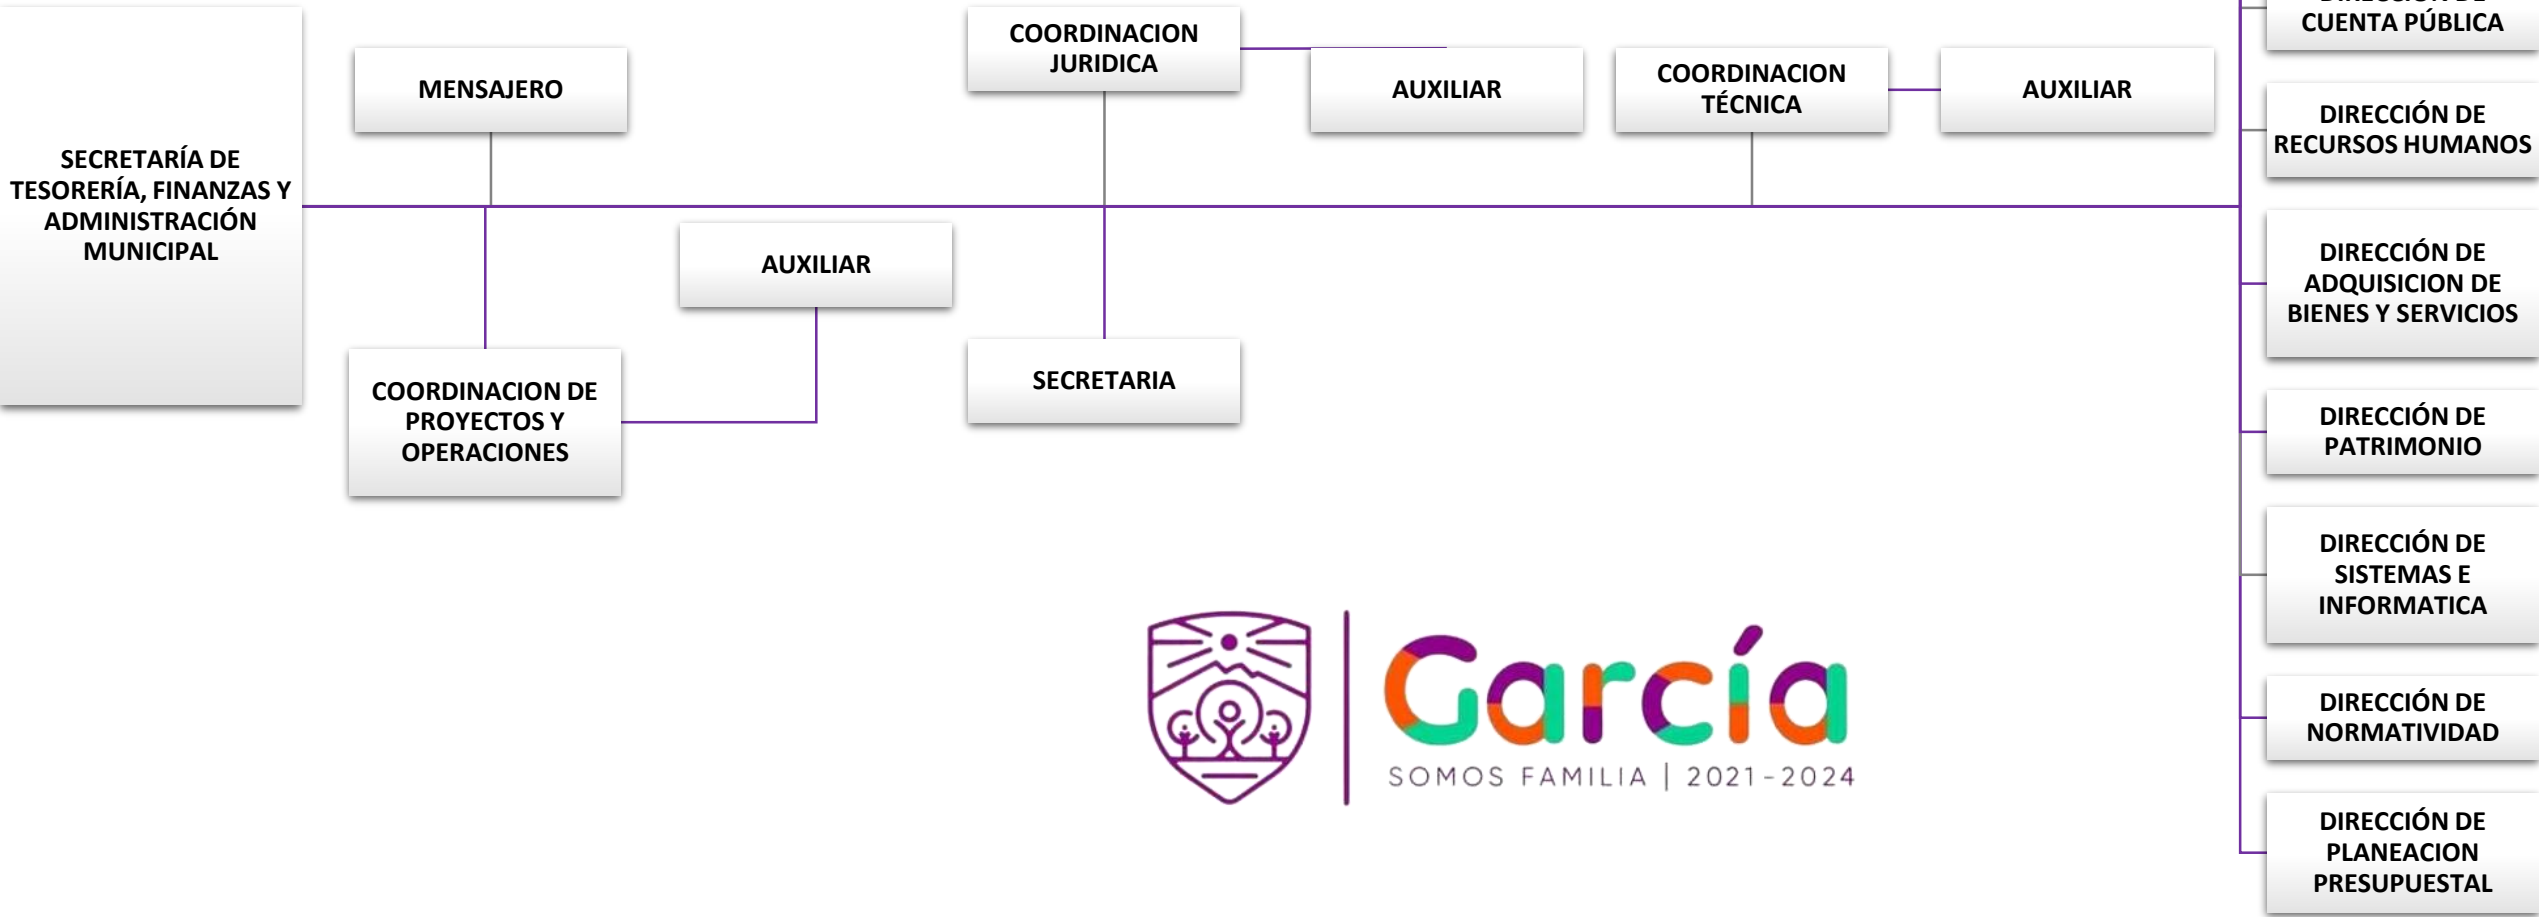 SECRETARÍA DE
TESORERÍA, FINANZAS Y
ADMINISTRACIÓN
MUNICIPAL
MENSAJERO
COORDINACION
JURIDICA
AUXILIAR
COORDINACION
TÉCNICA
AUXILIAR
AUXILIAR
COORDINACION DE
PROYECTOS Y
OPERACIONES
SECRETARIA
DIRECCIÓN DE
CUENTA PÚBLICA
DIRECCIÓN DE
RECURSOS HUMANOS
DIRECCIÓN DE
ADQUISICION DE
BIENES Y SERVICIOS
DIRECCIÓN DE
PATRIMONIO
DIRECCIÓN DE
SISTEMAS E
INFORMATICA
DIRECCIÓN DE
NORMATIVIDAD
DIRECCIÓN DE
PLANEACION
PRESUPUESTAL
García
SOMOS FAMILIA | 2021-2024